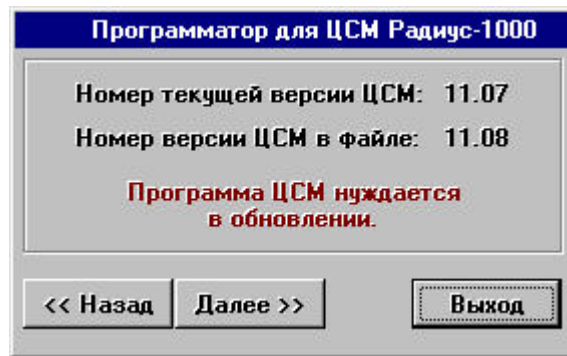 Программатор для ЦСМ Радиус-1000
Номер текущей версии ЦСМ: 11.07
Номер версии ЦСМ в файле: 11.08
Программа ЦСМ нуждается
в обновлении.
<< Назад Далее >> Выход